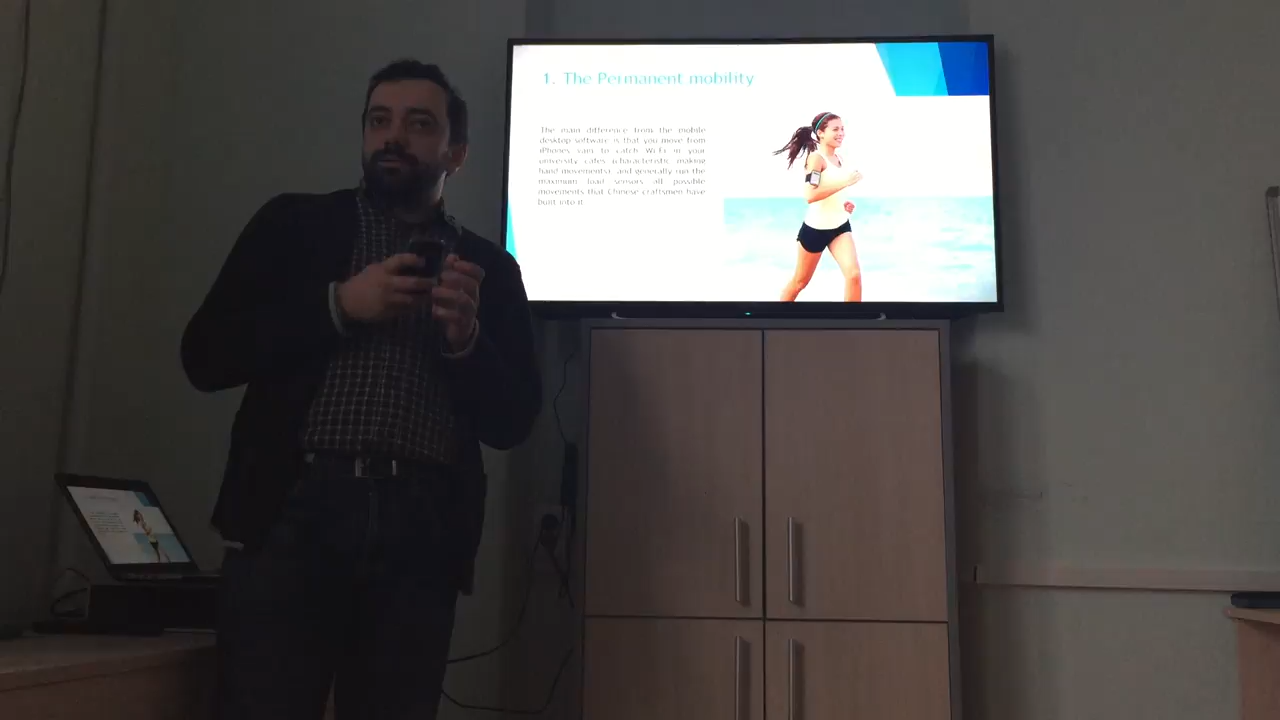 1. The Permanent mobility
The main difference from the mobile
desktop software is that you move from
iPhones vain to catch Wi-Fi in your
university cafes (characteristic making
hand movements), and generally run the
maximum load sensors all possible
movements that Chinese craftsmen have
built into it